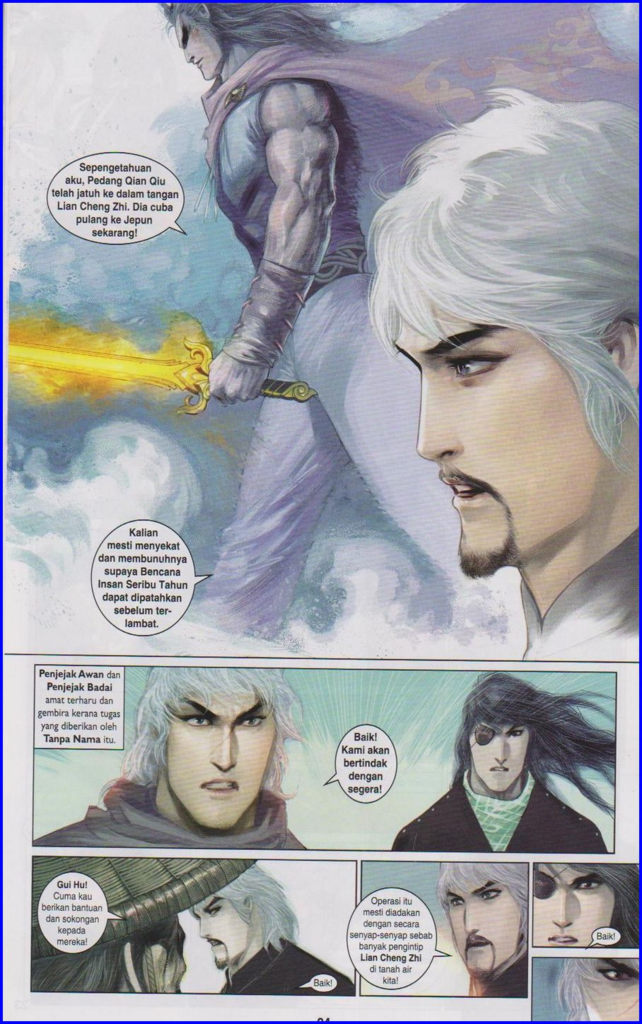 Sepengetahuan
aku, Pedang Qian Qiu
telah jatuh ke dalam tangan
Lian Cheng Zhi. Dia cuba
pulang ke Jepun
sekarang!
Kalian
mesti menyekat
dan membunuhnya
supaya Bencana
Insan Seribu Tahun
dapat dipatahkan
sebelum ter-
lambat.
Penjejak Awan dan
Penjejak Badai
amat terharu dan
gembira kerana tugas
yang diberikan oleh
Tanpa Nama itu.
Baik!
Kami akan
bertindak
dengan
segera!
Gui Hu!
Cuma kau
berikan bantuan
dan sokongan
kepada
mereka!
Baik!
Operasi itu
mesti diadakan
dengan secara
senyap-senyap sebab
banyak pengintip
Lian Cheng Zhi
di tanah air
kita!
Baik!